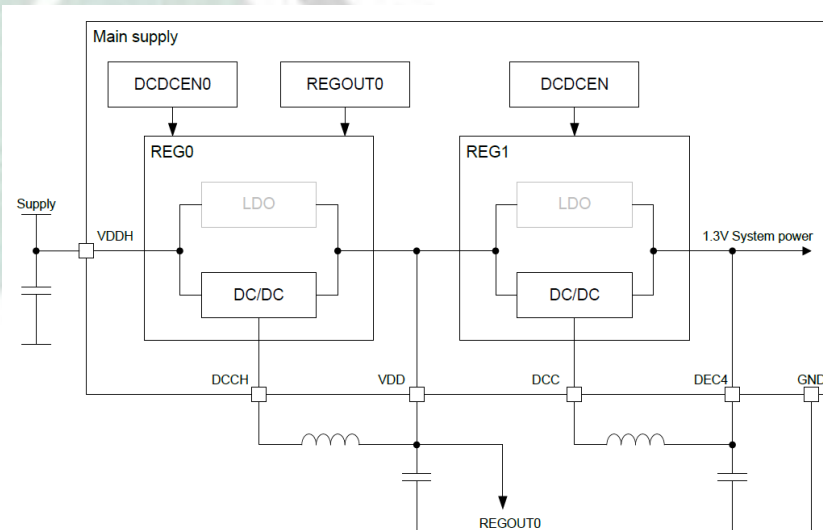 Main supply
DCDCEN0
REGOUT0
DCDCEN
REG0
REG1
LDO
LDO
Supply
VDDH
1.3V System power
DC/DC
DC/DC
DCCH
VDD
DCC
DEC4
GND
REGOUT0